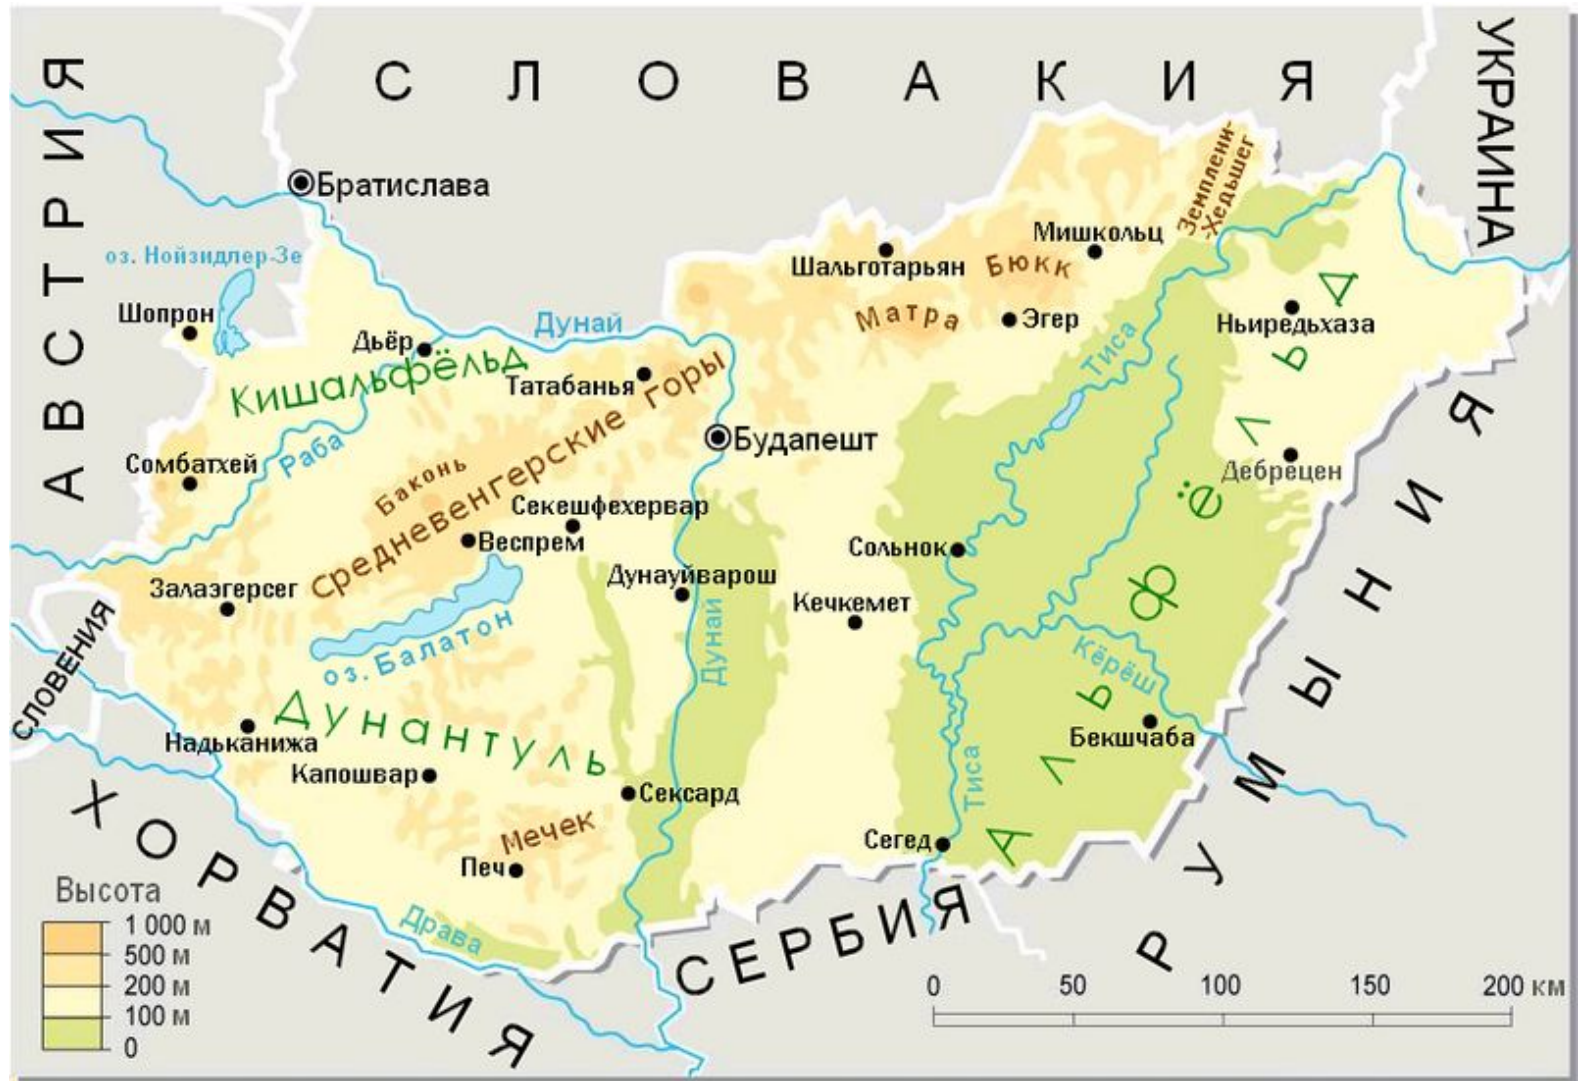 СЛОВАКИЯ
УКРАИНА
АВСТРИЯ
Братислава
Земплени-
-Хедьшег
Мишкольц
оз. Нойзидлер-Зе
Шальготарьян
Бюкк
Шопрон
Дунай
Матра
Эгер
Ньиредьхаза
Дьёр
Тиса
Кишальфёльд
Татабанья
Будапешт
Раба
Сомбатхей
Баконь
средневенгерские горы
Дебрецен
Секешфехервар
Веспрем
Сольнок
Альфёльд
Залаэгерсег
Дунауйварош
Кечкемет
СЛОВЕНИЯ
оз. Балатон
Дунай
Кёрёш
Дунантуль
Надьканижа
Бекшчаба
РУМЫНИЯ
Капошвар
Сексард
Тиса
Мечек
Сегед
Печ
ХОРВАТИЯ
Драва
СЕРБИЯ
Высота
1 000 м
500 м
200 м
100 м
0
0 50 100 150 200 км